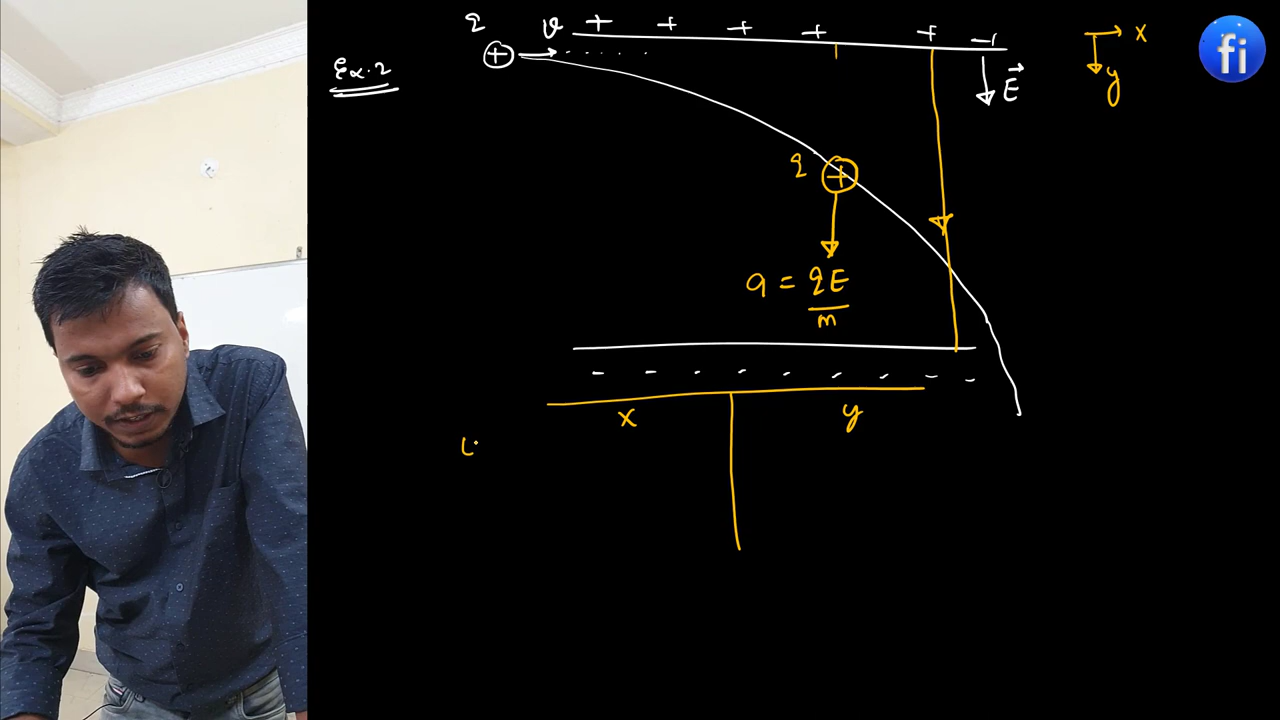 q v + + + + + +
+
Ex. 2
x
y
fi
E
q
+
a = qE
m
- - - - - - - - -
x y